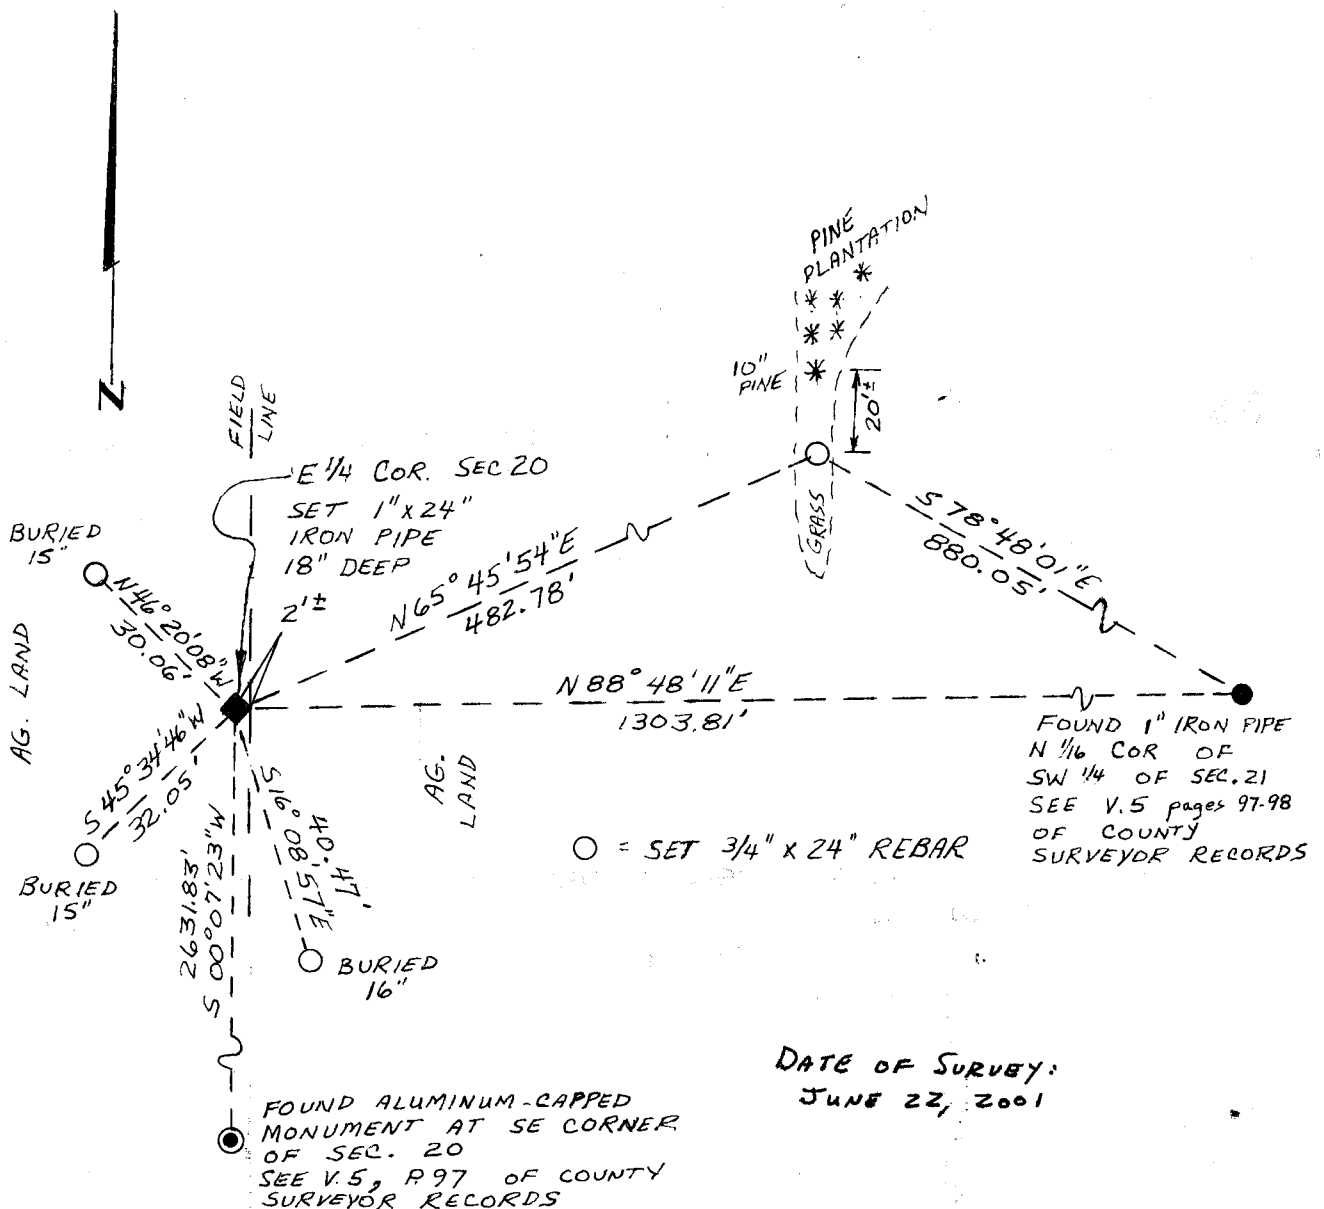 N
PINE
PLANTATION
10"
PINE
20'±
FIELD
LINE
E 1/4 COR. SEC 20
SET 1" x 24"
IRON PIPE
18" DEEP
2'±
BURIED
15"
N46°20'08"W
30.06'
AG. LAND
S 45°34'46"W
32.05'
BURIED
15"
N65°45'54"E
482.78'
GRASS
S 78°48'01"E
880.05'
N88°48'11"E
1303.81'
AG.
LAND
FOUND 1" IRON PIPE
N 1/16 COR OF
SW 1/4 OF SEC. 21
SEE V.5 pages 97-98
OF COUNTY
SURVEYOR RECORDS
O = SET 3/4" x 24" REBAR
2631.83'
S 00°07'23"W
S16°08'57"E
40.47'
BURIED
16"
DATE OF SURVEY:
JUNE 22, 2001
FOUND ALUMINUM-CAPPED
MONUMENT AT SE CORNER
OF SEC. 20
SEE V.5, P.97 OF COUNTY
SURVEYOR RECORDS